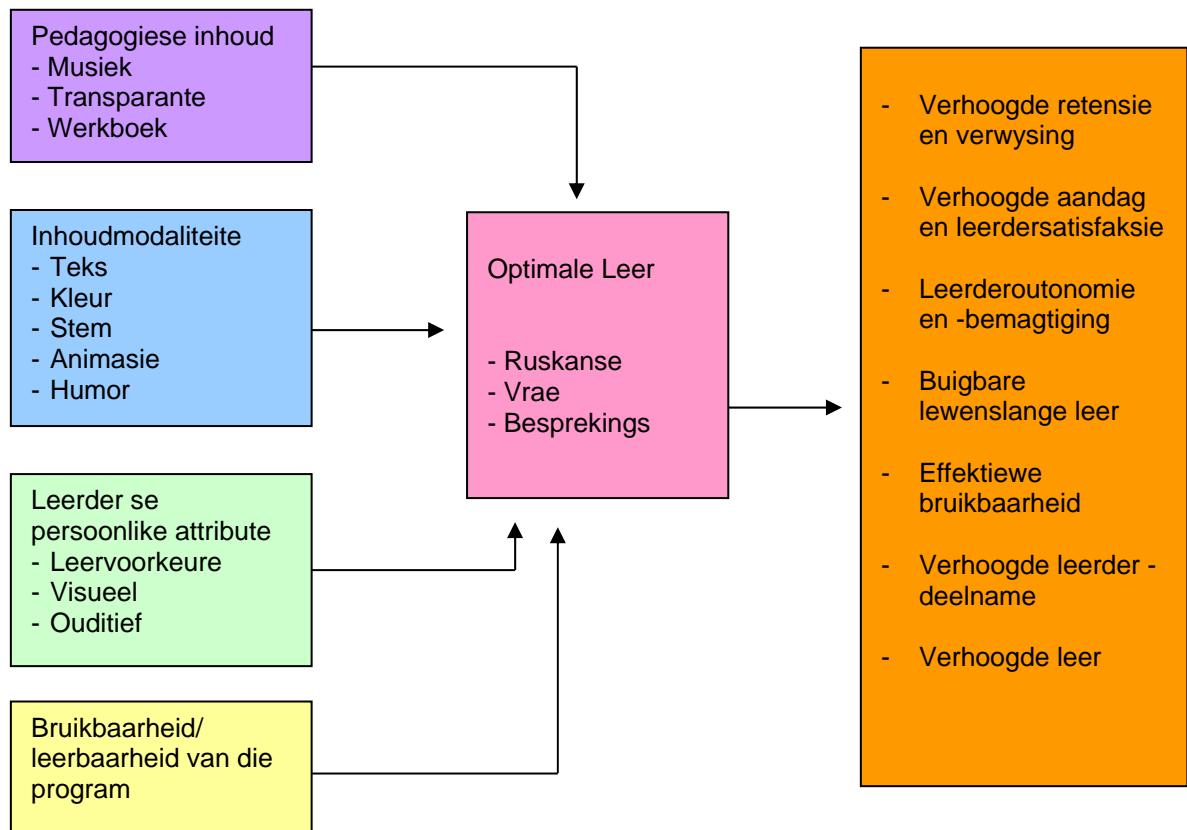 Pedagogiese inhoud
- Musiek
- Transparante
- Werkboek
Inhoudmodaliteite
- Teks
- Kleur
- Stem
- Animasie
- Humor
Leerder se
persoonlike attribute
- Leervoorkeure
- Visueel
- Ouditief
Bruikbaarheid/
leerbaarheid van die
program
Optimale Leer
- Ruskanse
- Vrae
- Besprekings
- Verhoogde retensie
en verwysing
- Verhoogde aandag
en leerdersatisfaksie
- Leerderoutonomie
en -bemagtiging
- Buigbare
lewenslange leer
- Effektiewe
bruikbaarheid
- Verhoogde leerder -
deelname
- Verhoogde leer